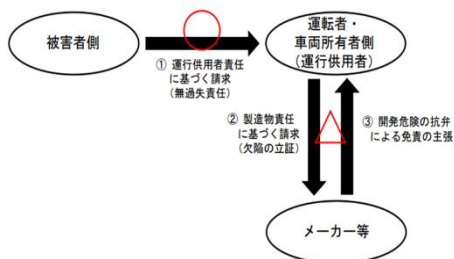 被害者側
運転者・
車両所有者側
(運行供用者)
① 運行供用者責任
に基づく請求
(無過失責任)
② 製造物責任
に基づく請求
(欠陥の立証)
③ 開発危険の抗弁
による免責の主張
メーカー等